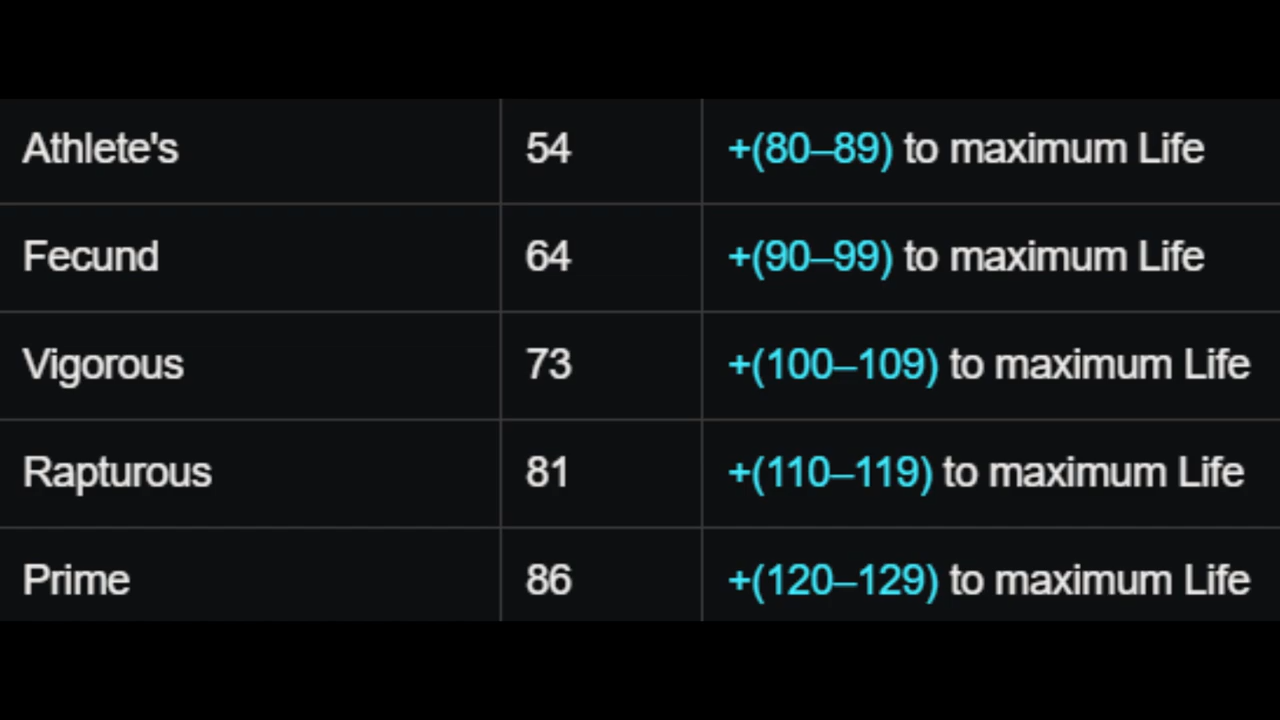 Athlete's 54 +(80–89) to maximum Life
Fecund 64 +(90–99) to maximum Life
Vigorous 73 +(100–109) to maximum Life
Rapturous 81 +(110–119) to maximum Life
Prime 86 +(120–129) to maximum Life